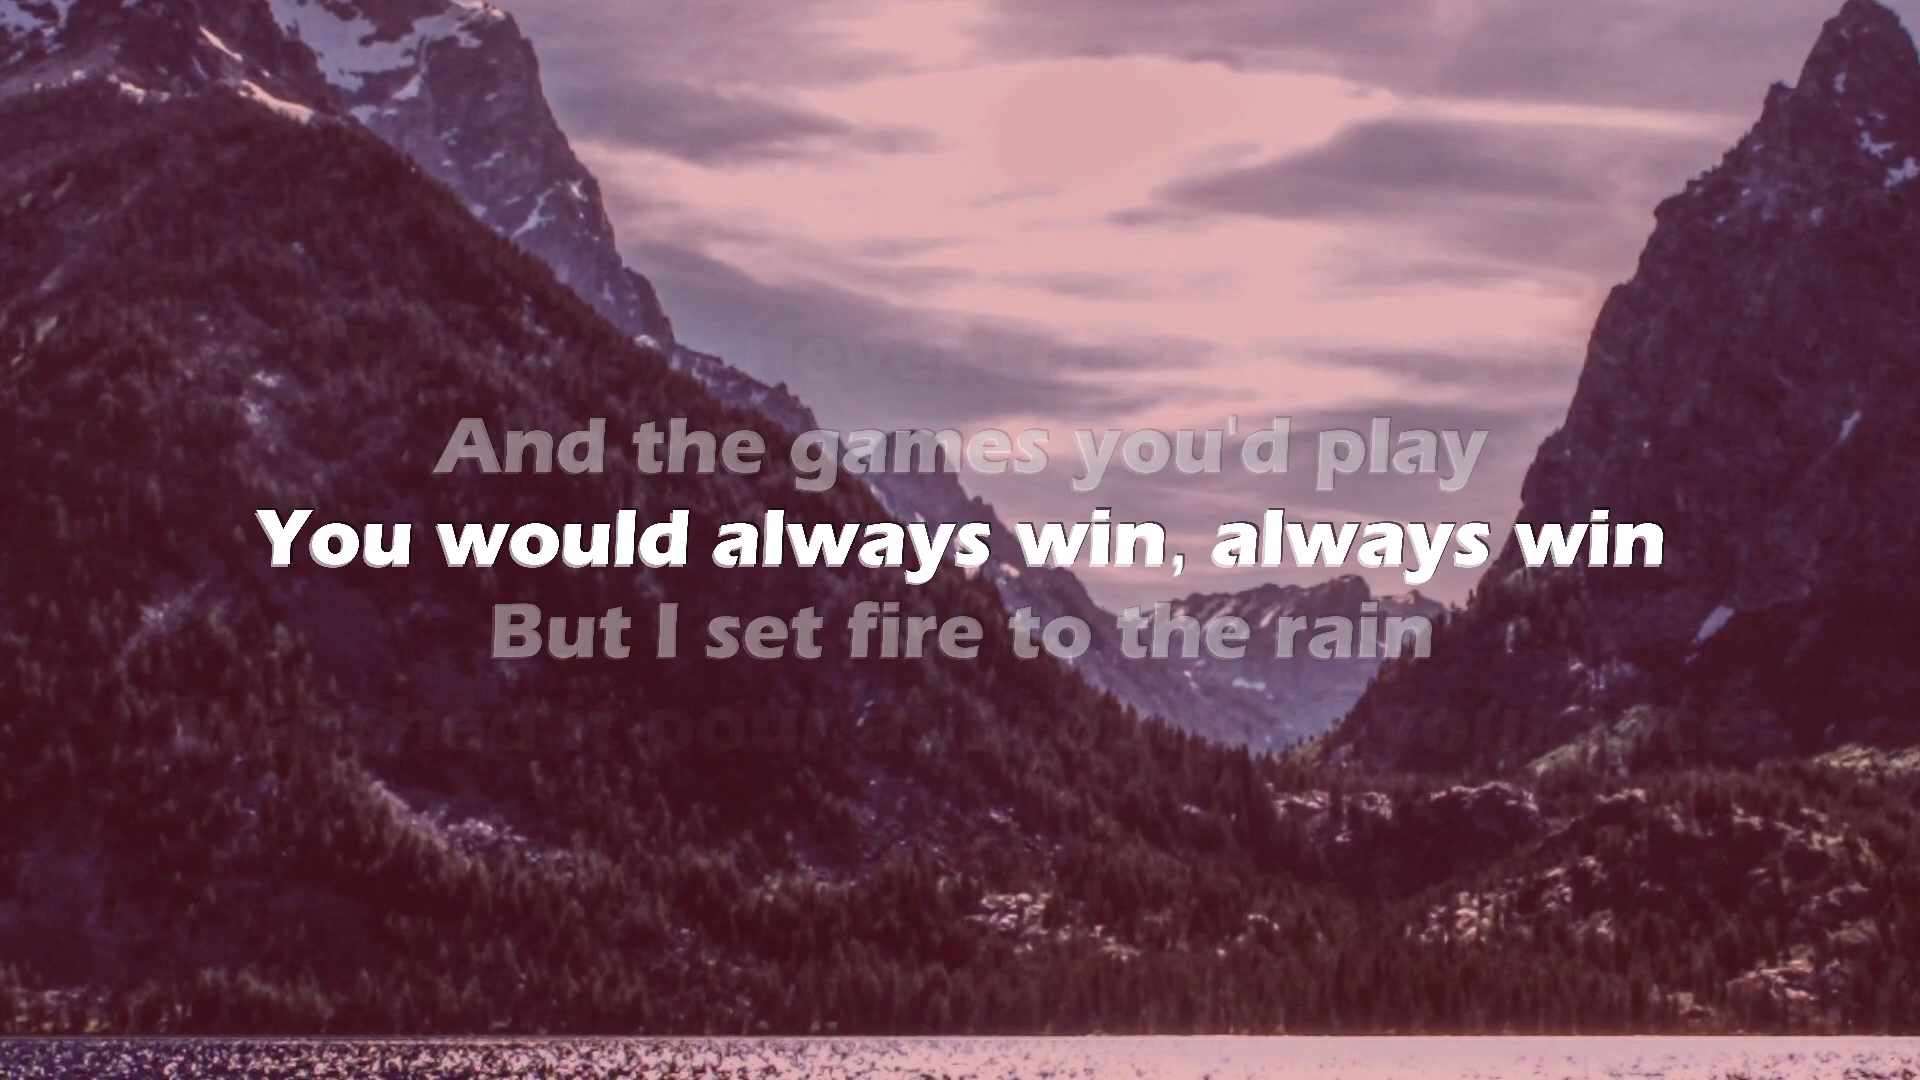 And the games you'd play
You would always win, always win
But I set fire to the rain